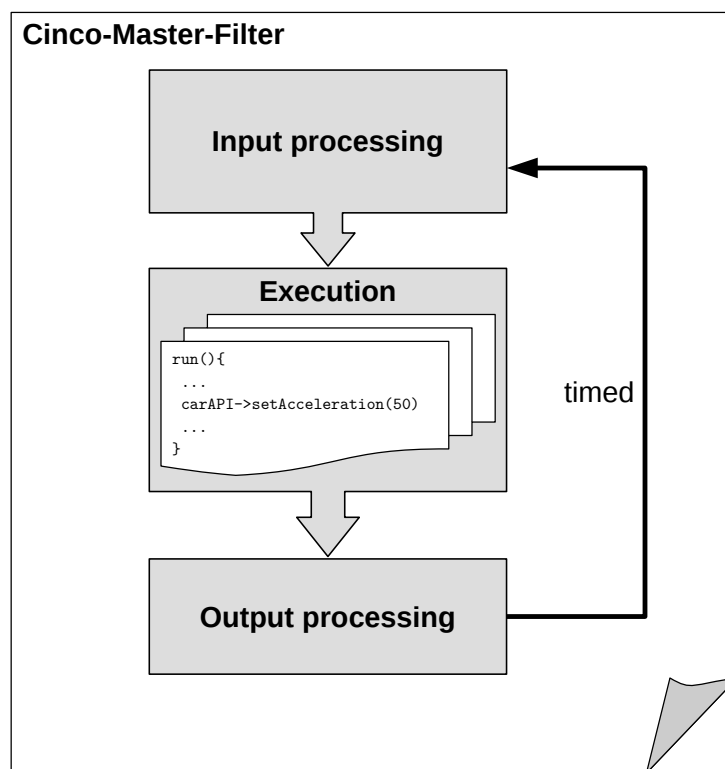 Cinco-Master-Filter
Input processing
Execution
run(){
...
carAPI->setAcceleration(50)
...
}
timed
Output processing